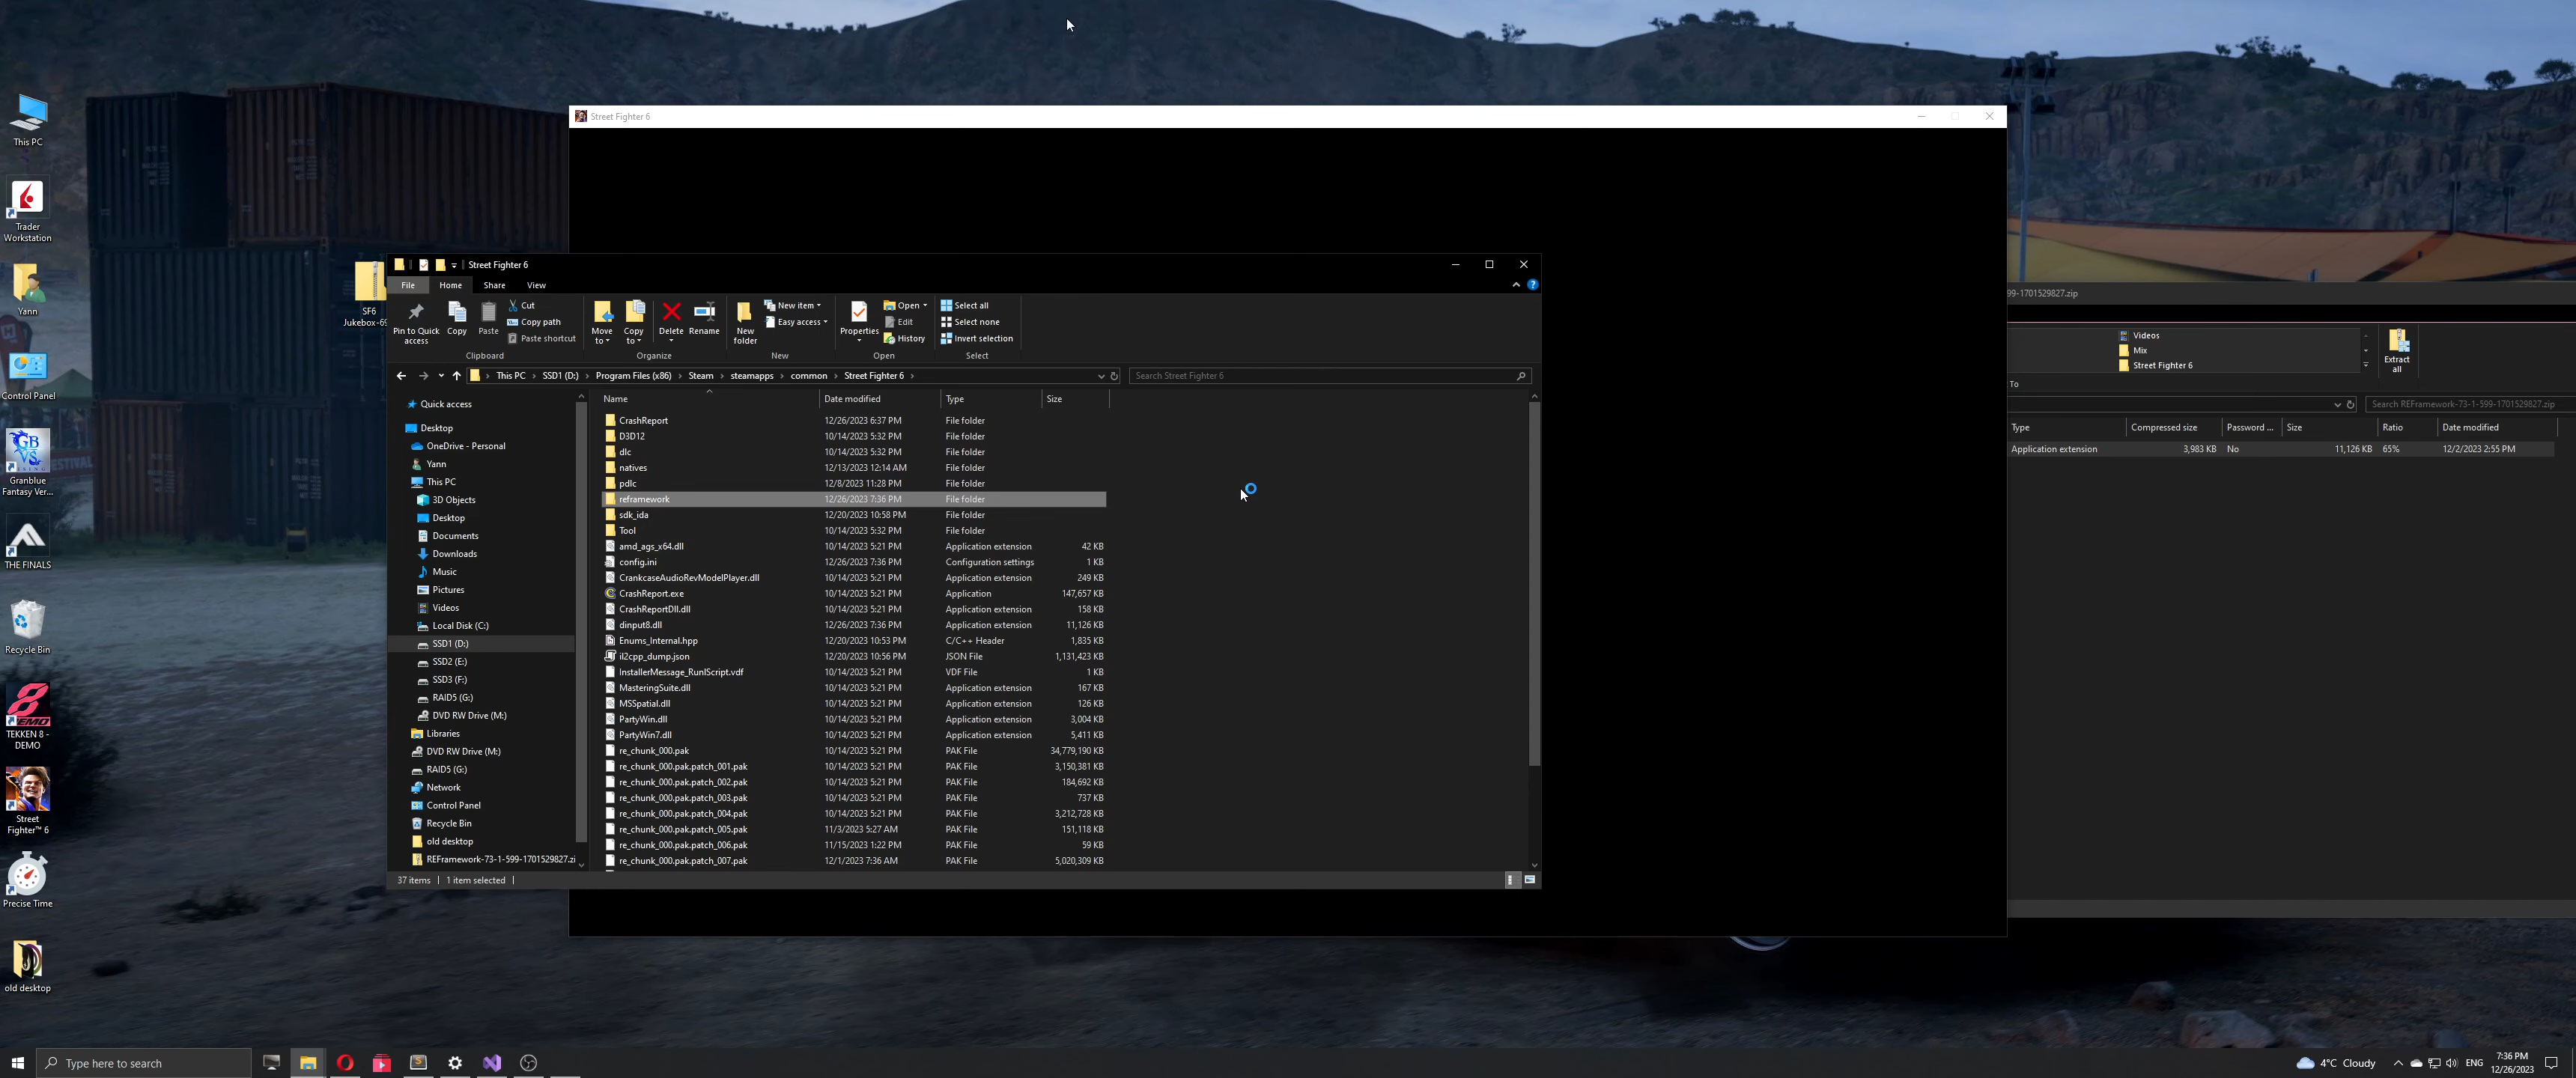 Street Fighter 6
This PC
Trader
Workstation
Yann
Control Panel
Granblue
Fantasy Ver...
THE FINALS
Recycle Bin
TEKKEN 8 -
DEMO
Street
Fighter™ 6
Precise Time
old desktop
SF6
Jukebox-69
Street Fighter 6
File Home Share View
Pin to Quick
access
Copy
Paste
Cut
Copy path
Paste shortcut
Clipboard
Move
to
Copy
to
Delete
Rename
Organize
New
folder
New item
Easy access
New
Properties
Open
Edit
History
Open
Select all
Select none
Invert selection
Select
This PC > SSD1 (D:) > Program Files (x86) > Steam > steamapps > common > Street Fighter 6 >
Search Street Fighter 6
Quick access
Desktop
OneDrive - Personal
Yann
This PC
3D Objects
Desktop
Documents
Downloads
Music
Pictures
Videos
Local Disk (C:)
SSD1 (D:)
SSD2 (E:)
SSD3 (F:)
RAID5 (G:)
DVD RW Drive (M:)
Libraries
DVD RW Drive (M:)
RAID5 (G:)
Network
Control Panel
Recycle Bin
old desktop
REFramework-73-1-599-1701529827.zi
Name Date modified Type Size
CrashReport 12/26/2023 6:37 PM File folder
D3D12 10/14/2023 5:32 PM File folder
dlc 10/14/2023 5:32 PM File folder
natives 12/13/2023 12:14 AM File folder
pdlc 12/8/2023 11:28 PM File folder
reframework 12/26/2023 7:36 PM File folder
sdk_ida 12/20/2023 10:58 PM File folder
Tool 10/14/2023 5:32 PM File folder
amd_ags_x64.dll 10/14/2023 5:21 PM Application extension 42 KB
config.ini 12/26/2023 7:36 PM Configuration settings 1 KB
CrankcaseAudioRevModelPlayer.dll 10/14/2023 5:21 PM Application extension 249 KB
CrashReport.exe 10/14/2023 5:21 PM Application 147,657 KB
CrashReportDll.dll 10/14/2023 5:21 PM Application extension 158 KB
dinput8.dll 12/26/2023 7:36 PM Application extension 11,126 KB
Enums_Internal.hpp 12/20/2023 10:53 PM C/C++ Header 1,835 KB
il2cpp_dump.json 12/20/2023 10:56 PM JSON File 1,131,423 KB
InstallerMessage_RunIScript.vdf 10/14/2023 5:21 PM VDF File 1 KB
MasteringSuite.dll 10/14/2023 5:21 PM Application extension 167 KB
MSSpatial.dll 10/14/2023 5:21 PM Application extension 126 KB
PartyWin.dll 10/14/2023 5:21 PM Application extension 3,004 KB
PartyWin7.dll 10/14/2023 5:21 PM Application extension 5,411 KB
re_chunk_000.pak 10/14/2023 5:21 PM PAK File 34,779,190 KB
re_chunk_000.pak.patch_001.pak 10/14/2023 5:21 PM PAK File 3,150,381 KB
re_chunk_000.pak.patch_002.pak 10/14/2023 5:21 PM PAK File 184,692 KB
re_chunk_000.pak.patch_003.pak 10/14/2023 5:21 PM PAK File 737 KB
re_chunk_000.pak.patch_004.pak 10/14/2023 5:21 PM PAK File 3,212,728 KB
re_chunk_000.pak.patch_005.pak 11/3/2023 5:27 AM PAK File 151,118 KB
re_chunk_000.pak.patch_006.pak 11/15/2023 1:22 PM PAK File 59 KB
re_chunk_000.pak.patch_007.pak 12/1/2023 7:36 AM PAK File 5,020,309 KB
37 items 1 item selected
99-1701529827.zip
Videos
Mix
Street Fighter 6
Extract
all
To
Search REFramework-73-1-599-1701529827.zip
Type Compressed size Password ... Size Ratio Date modified
Application extension 3,983 KB No 11,126 KB 65% 12/2/2023 2:55 PM
Type here to search
4°C Cloudy
ENG
7:36 PM
12/26/2023